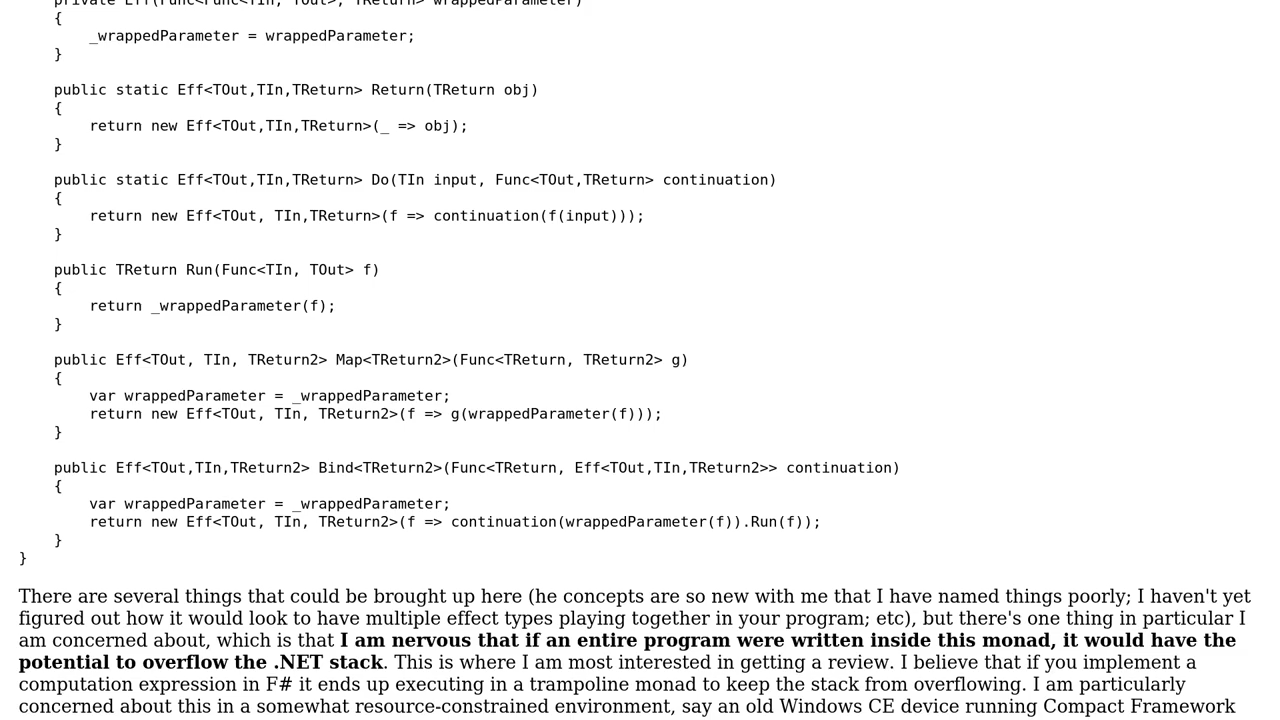 private Eff(Func<Func<TIn, TOut>, TReturn> wrappedParameter)
{
_wrappedParameter = wrappedParameter;
}
public static Eff<TOut,TIn,TReturn> Return(TReturn obj)
{
return new Eff<TOut,TIn,TReturn>(_ => obj);
}
public static Eff<TOut,TIn,TReturn> Do(TIn input, Func<TOut,TReturn> continuation)
{
return new Eff<TOut, TIn,TReturn>(f => continuation(f(input)));
}
public TReturn Run(Func<TIn, TOut> f)
{
return _wrappedParameter(f);
}
public Eff<TOut, TIn, TReturn2> Map<TReturn2>(Func<TReturn, TReturn2> g)
{
var wrappedParameter = _wrappedParameter;
return new Eff<TOut, TIn, TReturn2>(f => g(wrappedParameter(f)));
}
public Eff<TOut,TIn,TReturn2> Bind<TReturn2>(Func<TReturn, Eff<TOut,TIn,TReturn2>> continuation)
{
var wrappedParameter = _wrappedParameter;
return new Eff<TOut, TIn, TReturn2>(f => continuation(wrappedParameter(f)).Run(f));
}
}
There are several things that could be brought up here (he concepts are so new with me that I have named things poorly; I haven't yet
figured out how it would look to have multiple effect types playing together in your program; etc), but there's one thing in particular I
am concerned about, which is that I am nervous that if an entire program were written inside this monad, it would have the
potential to overflow the .NET stack. This is where I am most interested in getting a review. I believe that if you implement a
computation expression in F# it ends up executing in a trampoline monad to keep the stack from overflowing. I am particularly
concerned about this in a somewhat resource-constrained environment, say an old Windows CE device running Compact Framework